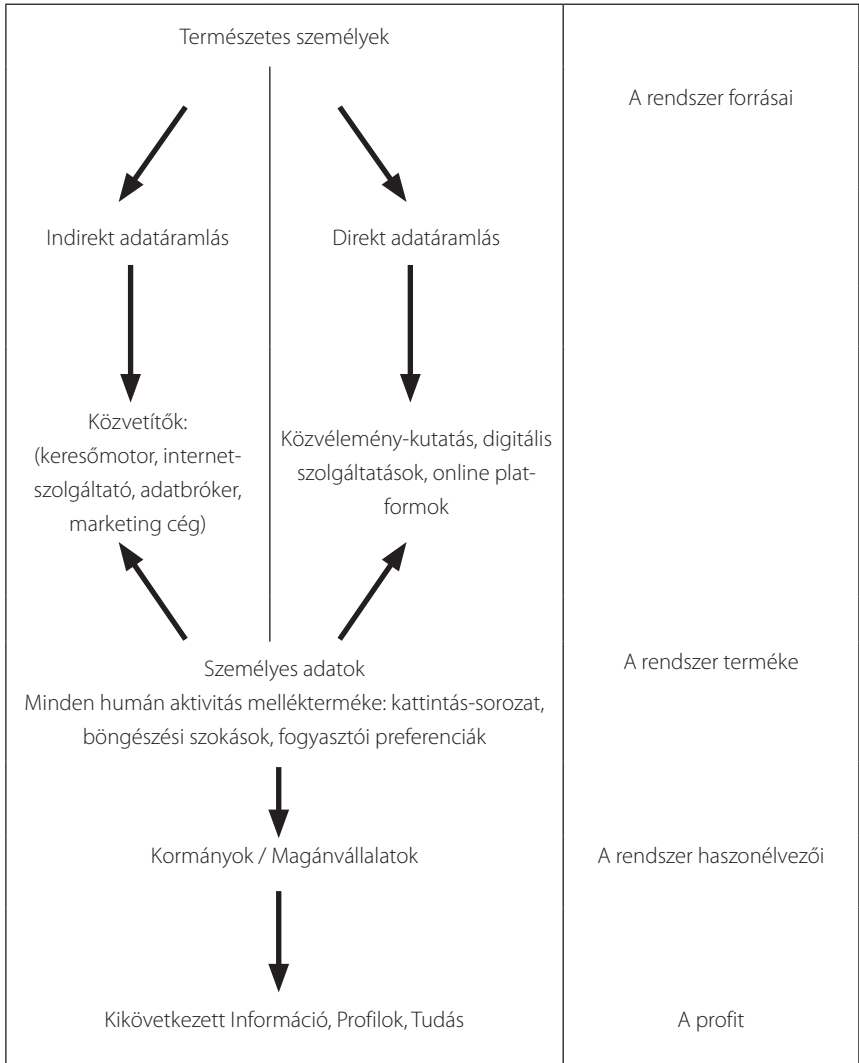 Természetes személyek
A rendszer forrásai
Indirekt adatáramlás
Direkt adatáramlás
Közvetítők:
(keresőmotor, internet-
szolgáltató, adatbróker,
marketing cég)
Közvélemény-kutatás, digitális
szolgáltatások, online plat-
formok
Személyes adatok
Minden humán aktivitás mellékterméke: kattintás-sorozat,
böngészési szokások, fogyasztói preferenciák
A rendszer terméke
Kormányok / Magánvállalatok
A rendszer haszonélvezői
Kikövetkezett Információ, Profilok, Tudás
A profit